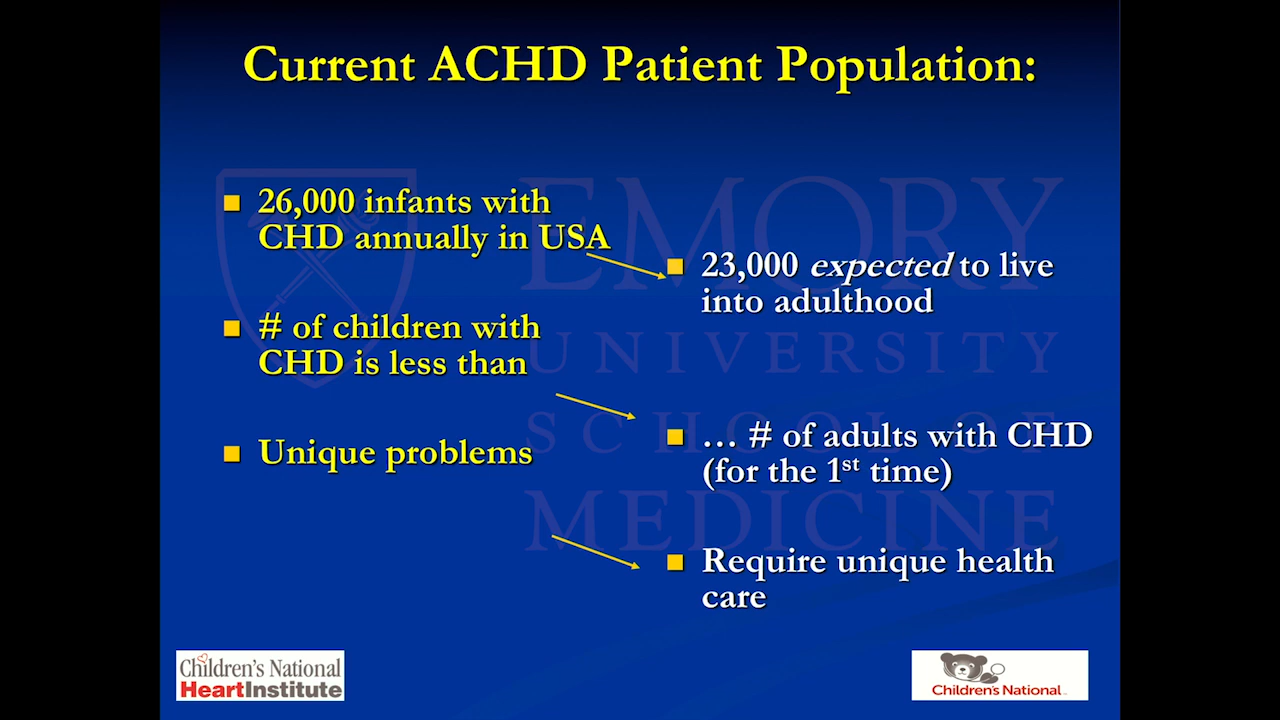 Current ACHD Patient Population:
26,000 infants with
CHD annually in USA
23,000 expected to live
into adulthood
# of children with
CHD is less than
… # of adults with CHD
(for the 1st time)
Unique problems
Require unique health
care
EMORY
UNIVERSITY
SCHOOL OF
MEDICINE
Children's National
HeartInstitute
Children's National